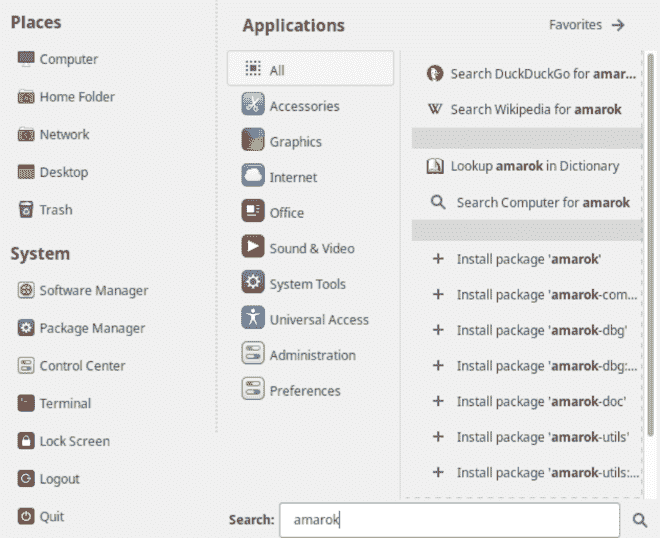 Places
Computer
Home Folder
Network
Desktop
Trash
System
Software Manager
Package Manager
Control Center
Terminal
Lock Screen
Logout
Quit
Applications
Favorites
All
Accessories
Graphics
Internet
Office
Sound & Video
System Tools
Universal Access
Administration
Preferences
Search DuckDuckGo for amar...
Search Wikipedia for amarok
Lookup amarok in Dictionary
Search Computer for amarok
Install package 'amarok'
Install package 'amarok-com...
Install package 'amarok-dbg'
Install package 'amarok-dbg:...
Install package 'amarok-doc'
Install package 'amarok-utils'
Install package 'amarok-utils:...
Search: amarok